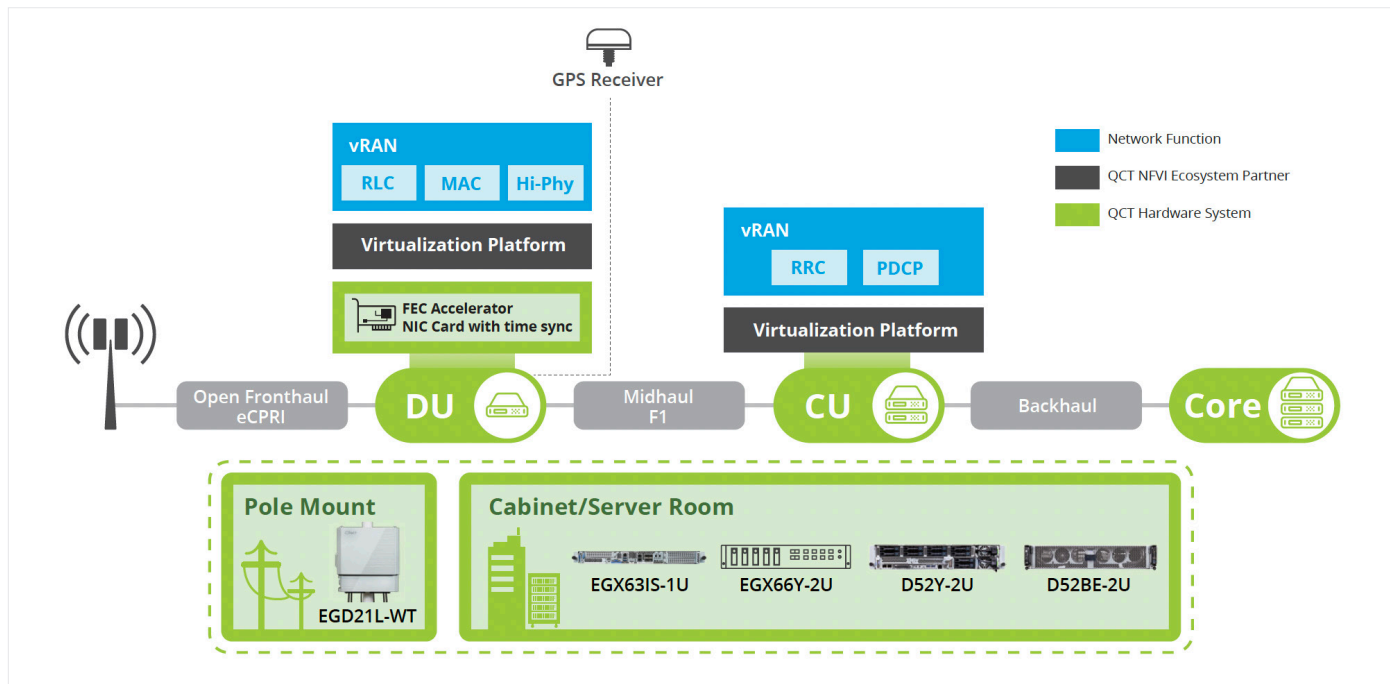 GPS Receiver
vRAN
RLC MAC Hi-Phy
Virtualization Platform
FEC Accelerator
NIC Card with time sync
Network Function
QCT NFVI Ecosystem Partner
QCT Hardware System
vRAN
RRC PDCP
Virtualization Platform
Open Fronthaul
eCPRI
DU
Midhaul
F1
CU
Backhaul
Core
Pole Mount
EGD21L-WT
Cabinet/Server Room
EGX63IS-1U EGX66Y-2U D52Y-2U D52BE-2U